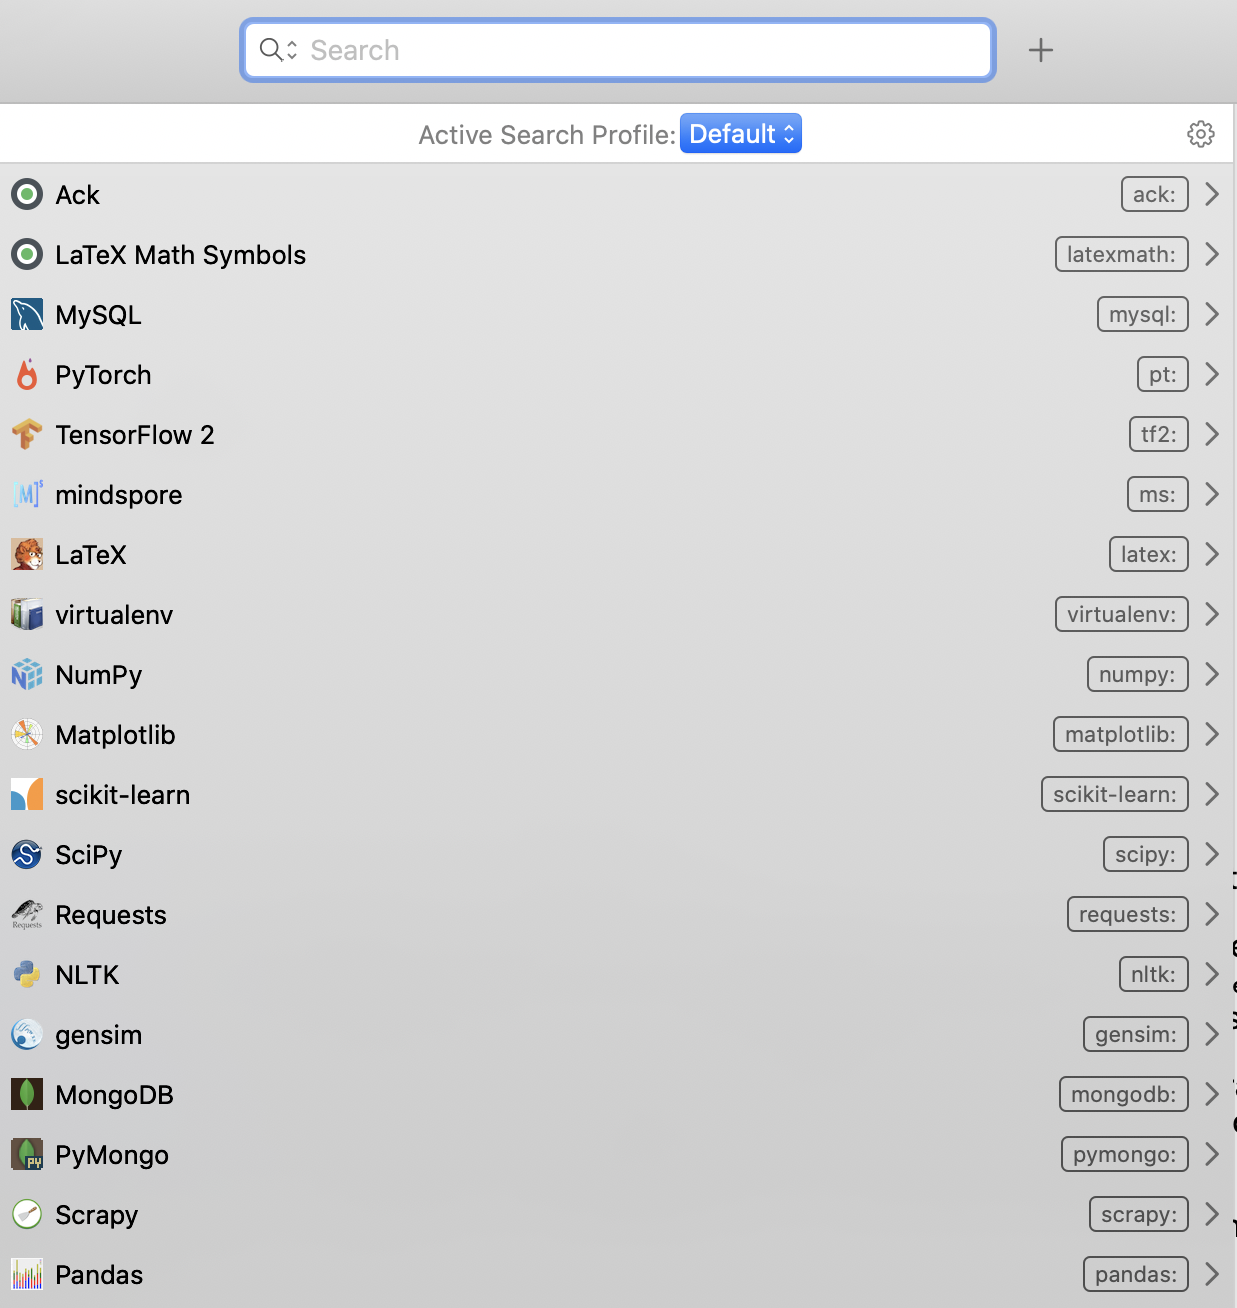 Search
Active Search Profile: Default
Ack ack:
LaTeX Math Symbols latexmath:
MySQL mysql:
PyTorch pt:
TensorFlow 2 tf2:
mindspore ms:
LaTeX latex:
virtualenv virtualenv:
NumPy numpy:
Matplotlib matplotlib:
scikit-learn scikit-learn:
SciPy scipy:
Requests requests:
NLTK nltk:
gensim gensim:
MongoDB mongodb:
PyMongo pymongo:
Scrapy scrapy:
Pandas pandas: